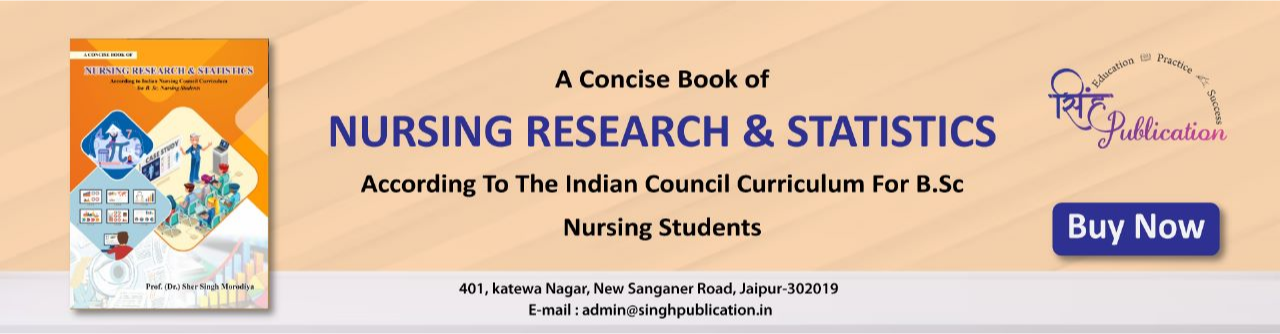 A CONCISE BOOK OF
NURSING RESEARCH & STATISTICS
According to Indian Nursing Council Curriculum
for B. Sc. Nursing Students
CASE STUDY
Prof. (Dr.) Sher Singh Morodiya
A Concise Book of
NURSING RESEARCH & STATISTICS
According To The Indian Council Curriculum For B.Sc
Nursing Students
401, katewa Nagar, New Sanganer Road, Jaipur-302019
E-mail : admin@singhpublication.in
Education Practice Success
सिंह
Publication
Buy Now